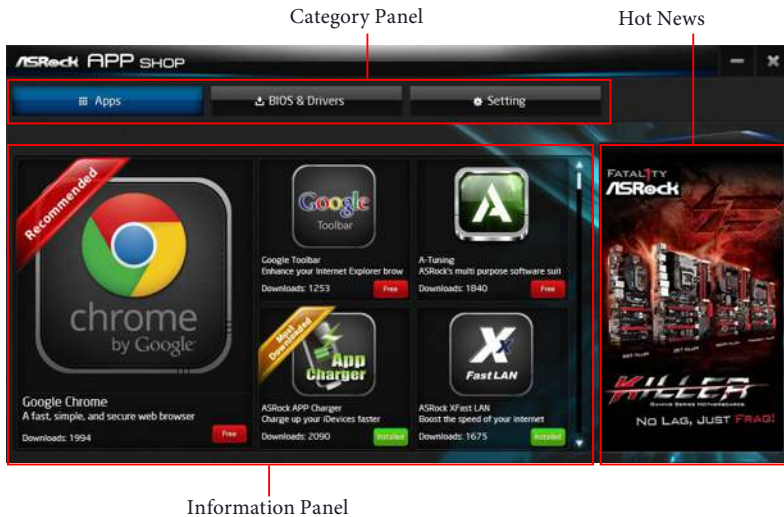 Category Panel
Hot News
ASRock APP SHOP
Apps
BIOS & Drivers
Setting
Recommended
chrome
by Google
Google Chrome
A fast, simple, and secure web browser
Downloads: 1994
Free
Google
Toolbar
Google Toolbar
Enhance your Internet Explorer brow
Downloads: 1253
Free
A-Tuning
ASRock's multi purpose software suit
Downloads: 1840
Free
Most
Downloaded
App
Charger
ASRock APP Charger
Charge up your iDevices faster
Downloads: 2090
Installed
Fast LAN
ASRock XFast LAN
Boost the speed of your internet
Downloads: 1675
Installed
FATAL1TY
ASRock
KILLER
GAMING SERIES MOTHERBOARDS
NO LAG, JUST FRAG!
Information Panel